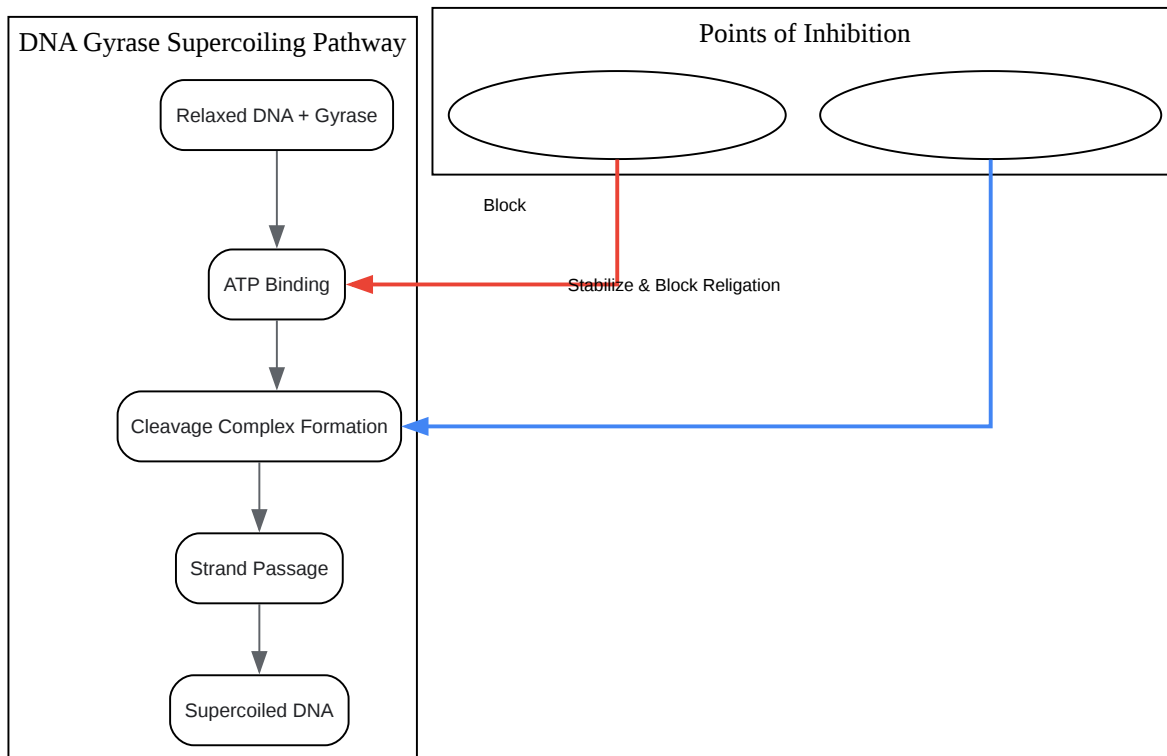 DNA Gyrase Supercoiling Pathway
Relaxed DNA + Gyrase
ATP Binding
Cleavage Complex Formation
Strand Passage
Supercoiled DNA
Points of Inhibition
Block
Stabilize & Block Religation